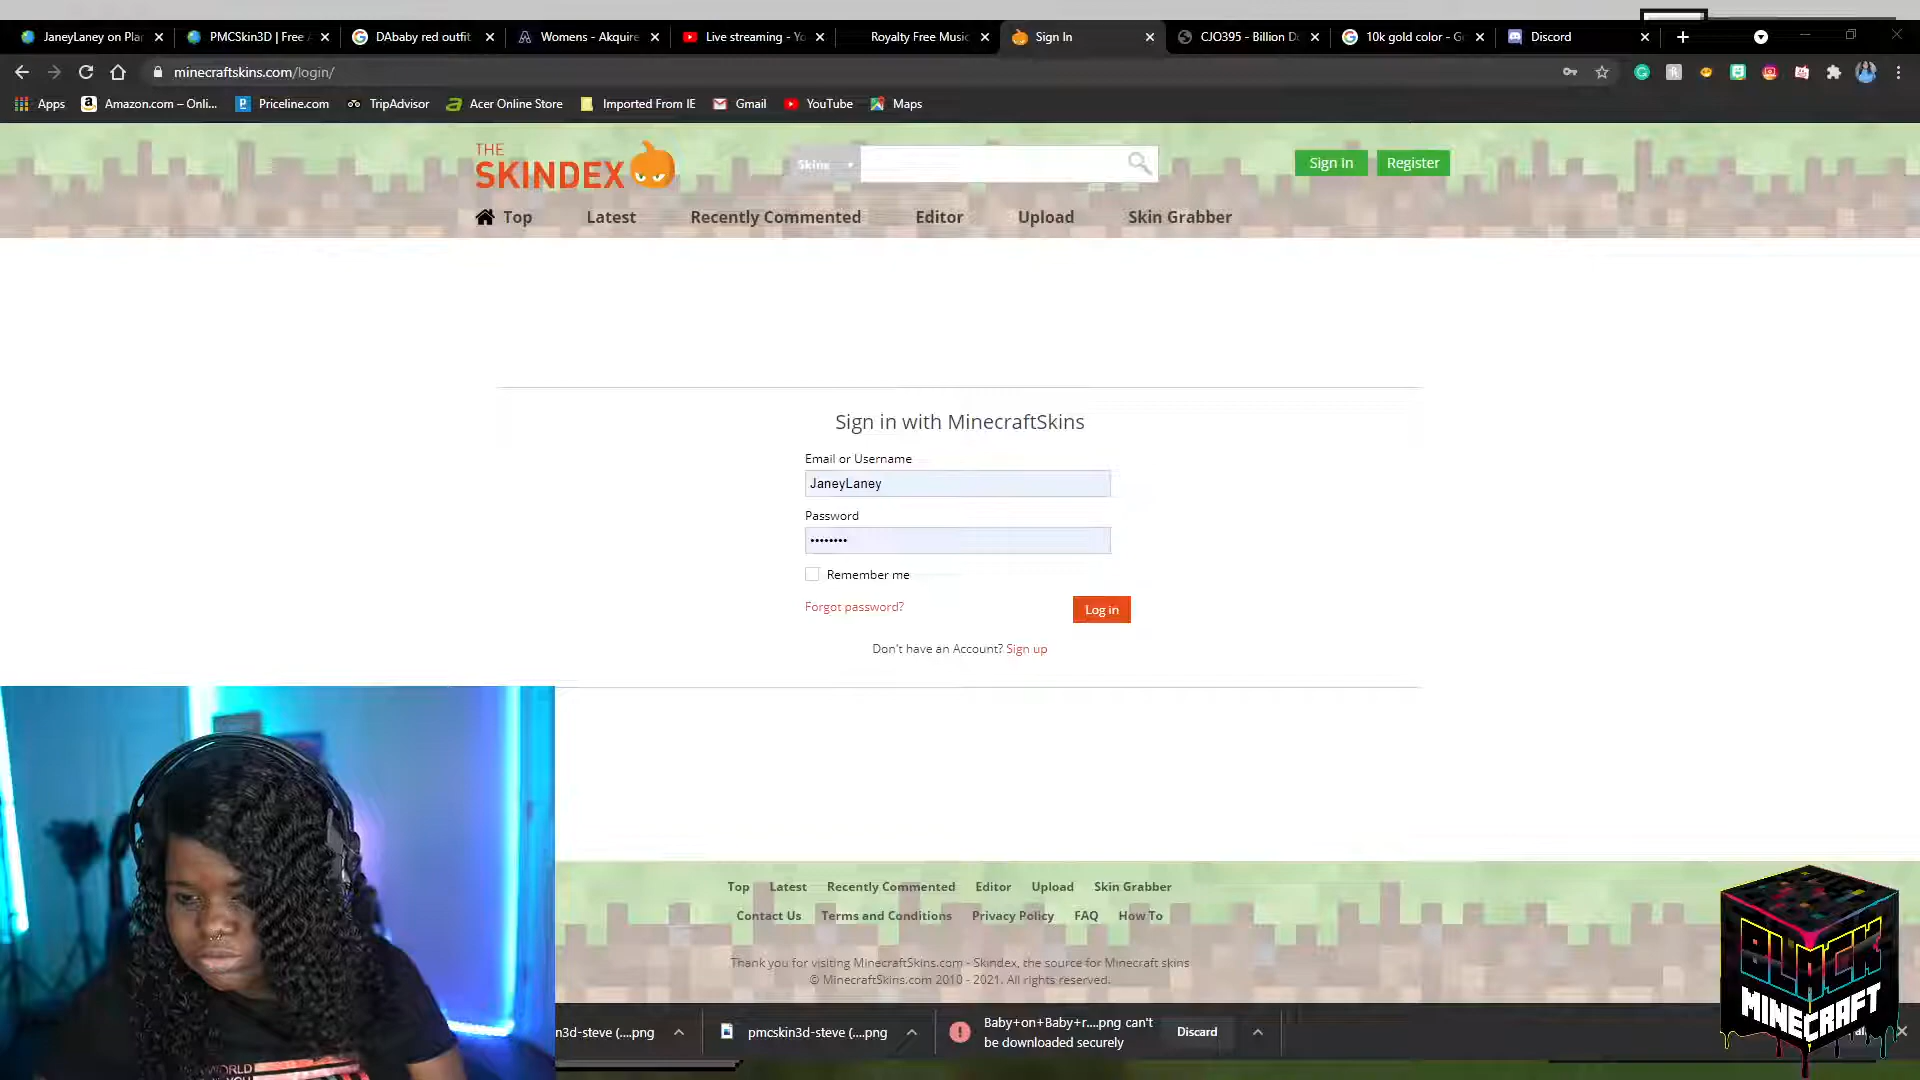 JaneyLaney on Pla
PMCSkin3D | Free
DAbaby red outfit
Womens - Akquire
Live streaming - Yo
Royalty Free Music
Sign In
CJO395 - Billion D
10k gold color - G
Discord
minecraftskins.com/login/
Apps
Amazon.com – Onli...
Priceline.com
TripAdvisor
Acer Online Store
Imported From IE
Gmail
YouTube
Maps
THE
SKINDEX
Skins
Sign In
Register
Top
Latest
Recently Commented
Editor
Upload
Skin Grabber
Sign in with MinecraftSkins
Email or Username
JaneyLaney
Password
••••••••
Remember me
Forgot password?
Log in
Don't have an Account? Sign up
Top Latest Recently Commented Editor Upload Skin Grabber
Contact Us Terms and Conditions Privacy Policy FAQ How To
Thank you for visiting MinecraftSkins.com - Skindex, the source for Minecraft skins
© MinecraftSkins.com 2010 - 2021. All rights reserved.
n3d-steve (....png
pmcskin3d-steve (....png
Baby+on+Baby+r....png can't
be downloaded securely
Discard
BLACK
MINECRAFT
WORLD